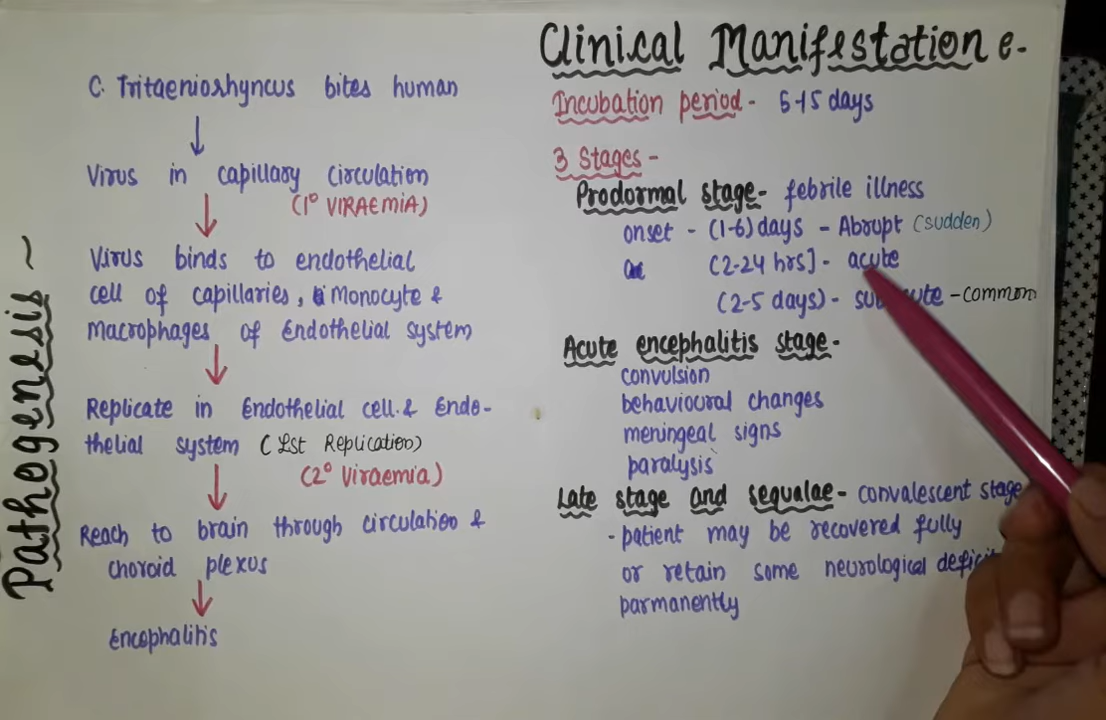 Pathogenesis ~
C. Tritaeniorhyncus bites human
Virus in capillary circulation
(1° VIRAEMiA)
Virus binds to endothelial
cell of capillaries, Monocyte &
macrophages of Endothelial system
Replicate in Endothelial cell & Endo-
thelial system ( Ist Replication)
(2° Viraemia)
Reach to brain through circulation &
choroid plexus
Encephalitis
Clinical Manifestation e-
Incubation period - 5-15 days
3 Stages -
Prodormal stage - febrile illness
onset - (1-6) days - Abrupt (sudden)
(2-24 hrs] - acute
(2-5 days) - - common
Acute encephalitis stage -
convulsion
behavioural changes
meningeal signs
paralysis
Late stage and sequalae - convalescent stage
- patient may be recovered fully
or retain some neurological deficit
parmanently